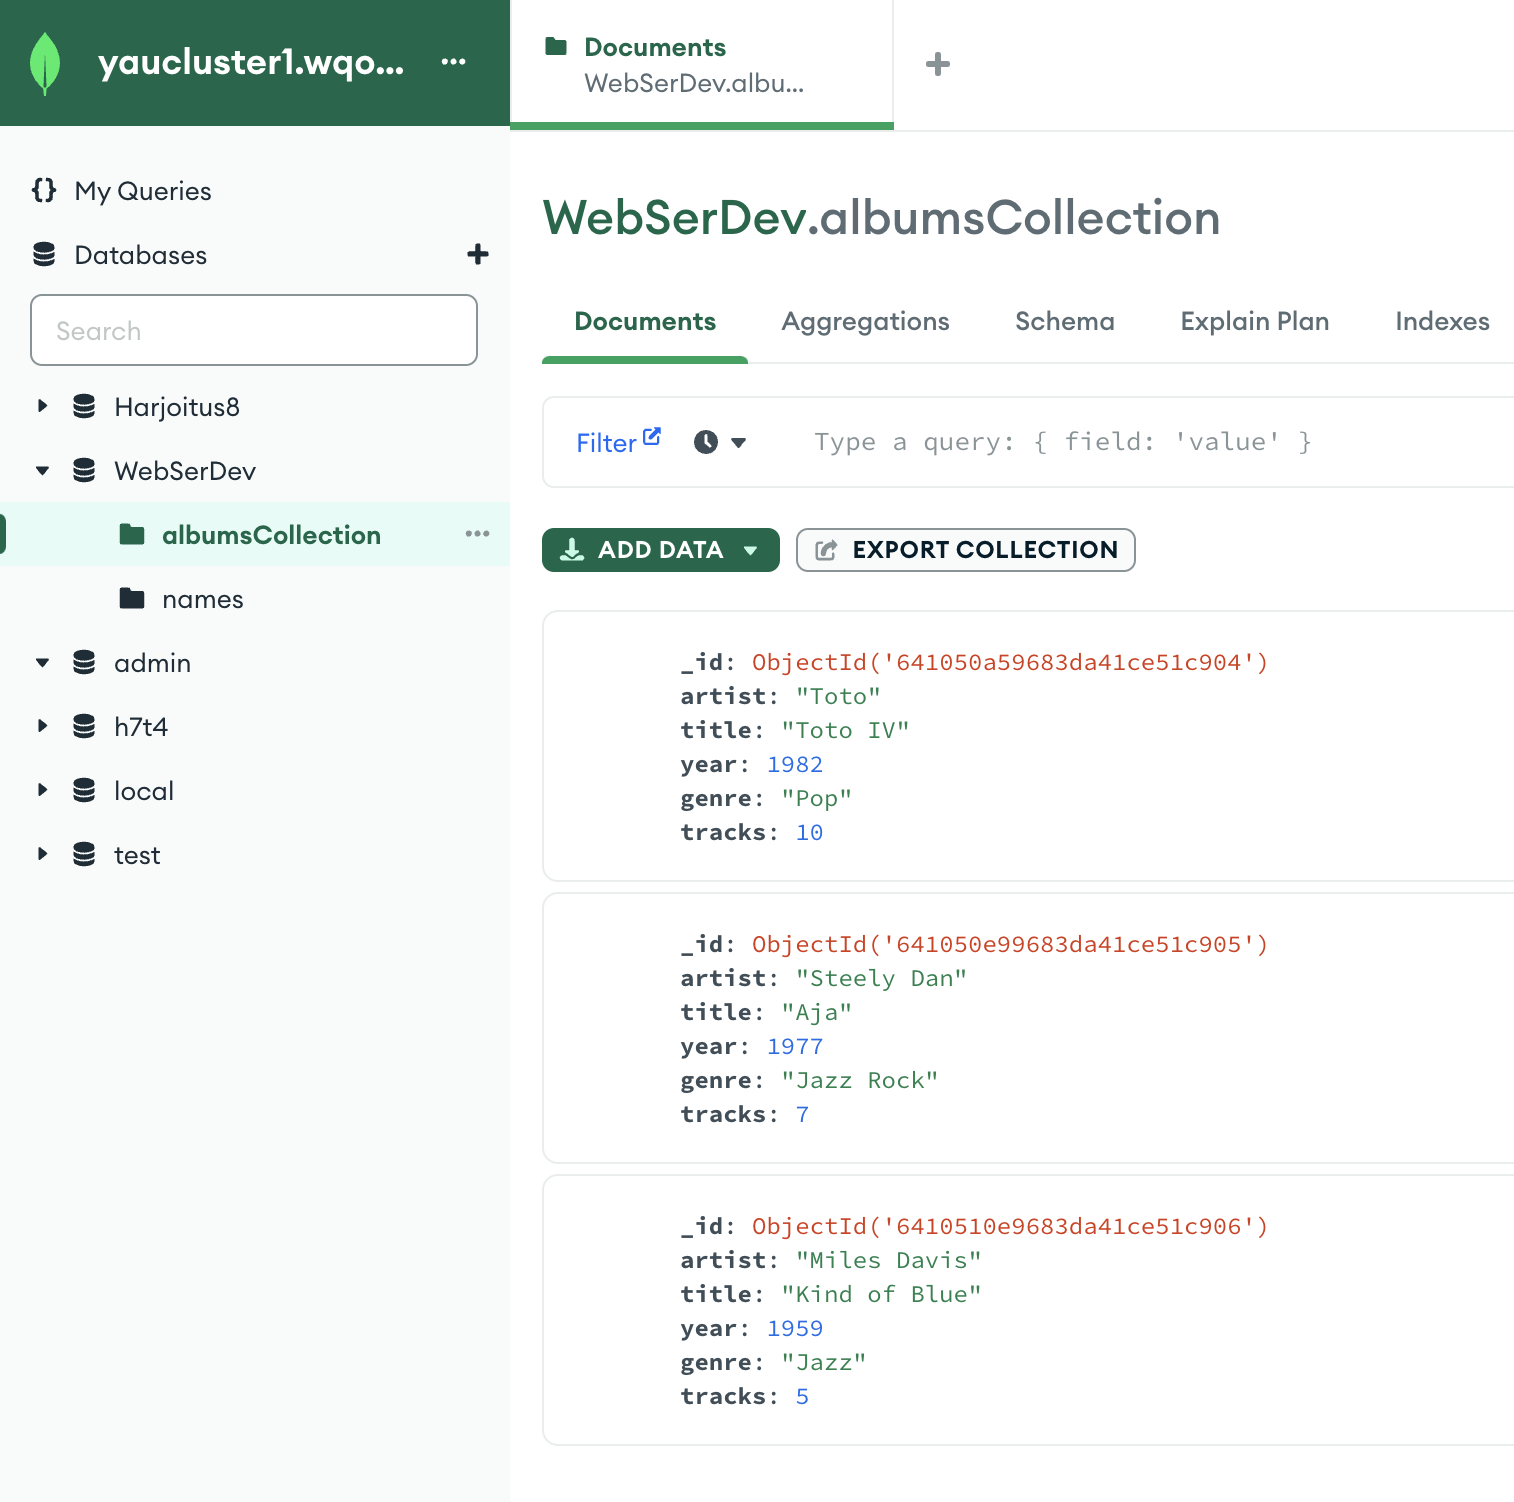 yaucluster1.wqo...
My Queries
Databases
Search
Harjoitus8
WebSerDev
albumsCollection
names
admin
h7t4
local
test
Documents
WebSerDev.albu...
WebSerDev.albumsCollection
Documents Aggregations Schema Explain Plan Indexes
Filter Type a query: { field: 'value' }
ADD DATA EXPORT COLLECTION
_id: ObjectId('641050a59683da41ce51c904')
artist: "Toto"
title: "Toto IV"
year: 1982
genre: "Pop"
tracks: 10
_id: ObjectId('641050e99683da41ce51c905')
artist: "Steely Dan"
title: "Aja"
year: 1977
genre: "Jazz Rock"
tracks: 7
_id: ObjectId('6410510e9683da41ce51c906')
artist: "Miles Davis"
title: "Kind of Blue"
year: 1959
genre: "Jazz"
tracks: 5